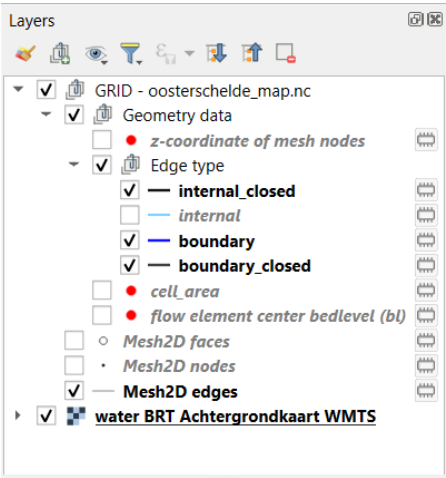 Layers
GRID - oosterschelde_map.nc
Geometry data
z-coordinate of mesh nodes
Edge type
internal_closed
internal
boundary
boundary_closed
cell_area
flow element center bedlevel (bl)
Mesh2D faces
Mesh2D nodes
Mesh2D edges
water BRT Achtergrondkaart WMTS